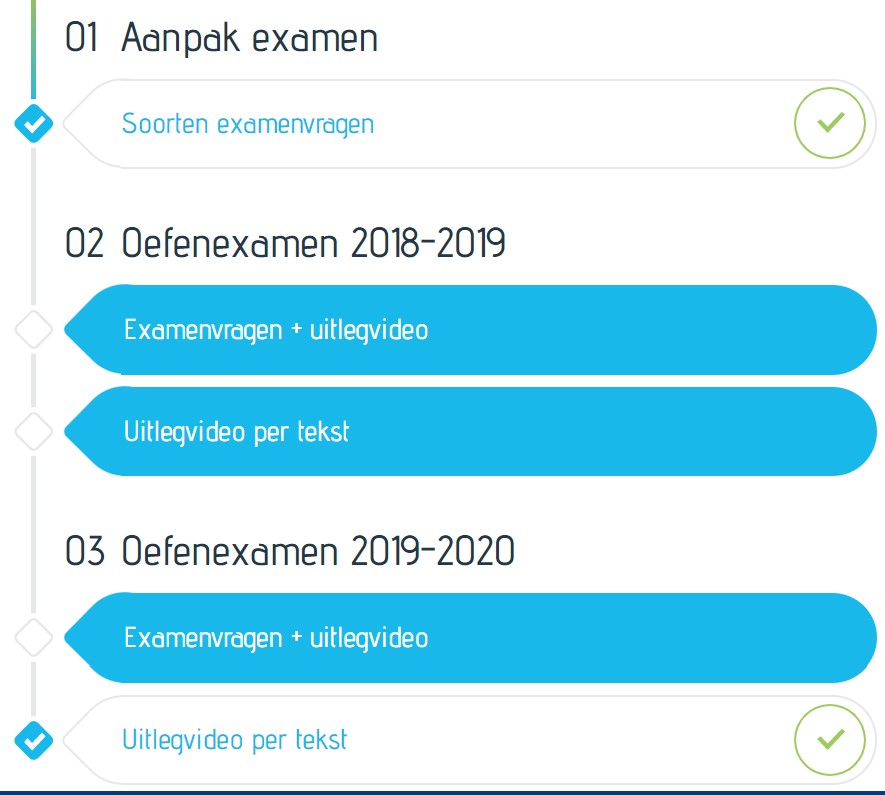 01 Aanpak examen
Soorten examenvragen
02 Oefenexamen 2018-2019
Examenvragen + uitlegvideo
Uitlegvideo per tekst
03 Oefenexamen 2019-2020
Examenvragen + uitlegvideo
Uitlegvideo per tekst